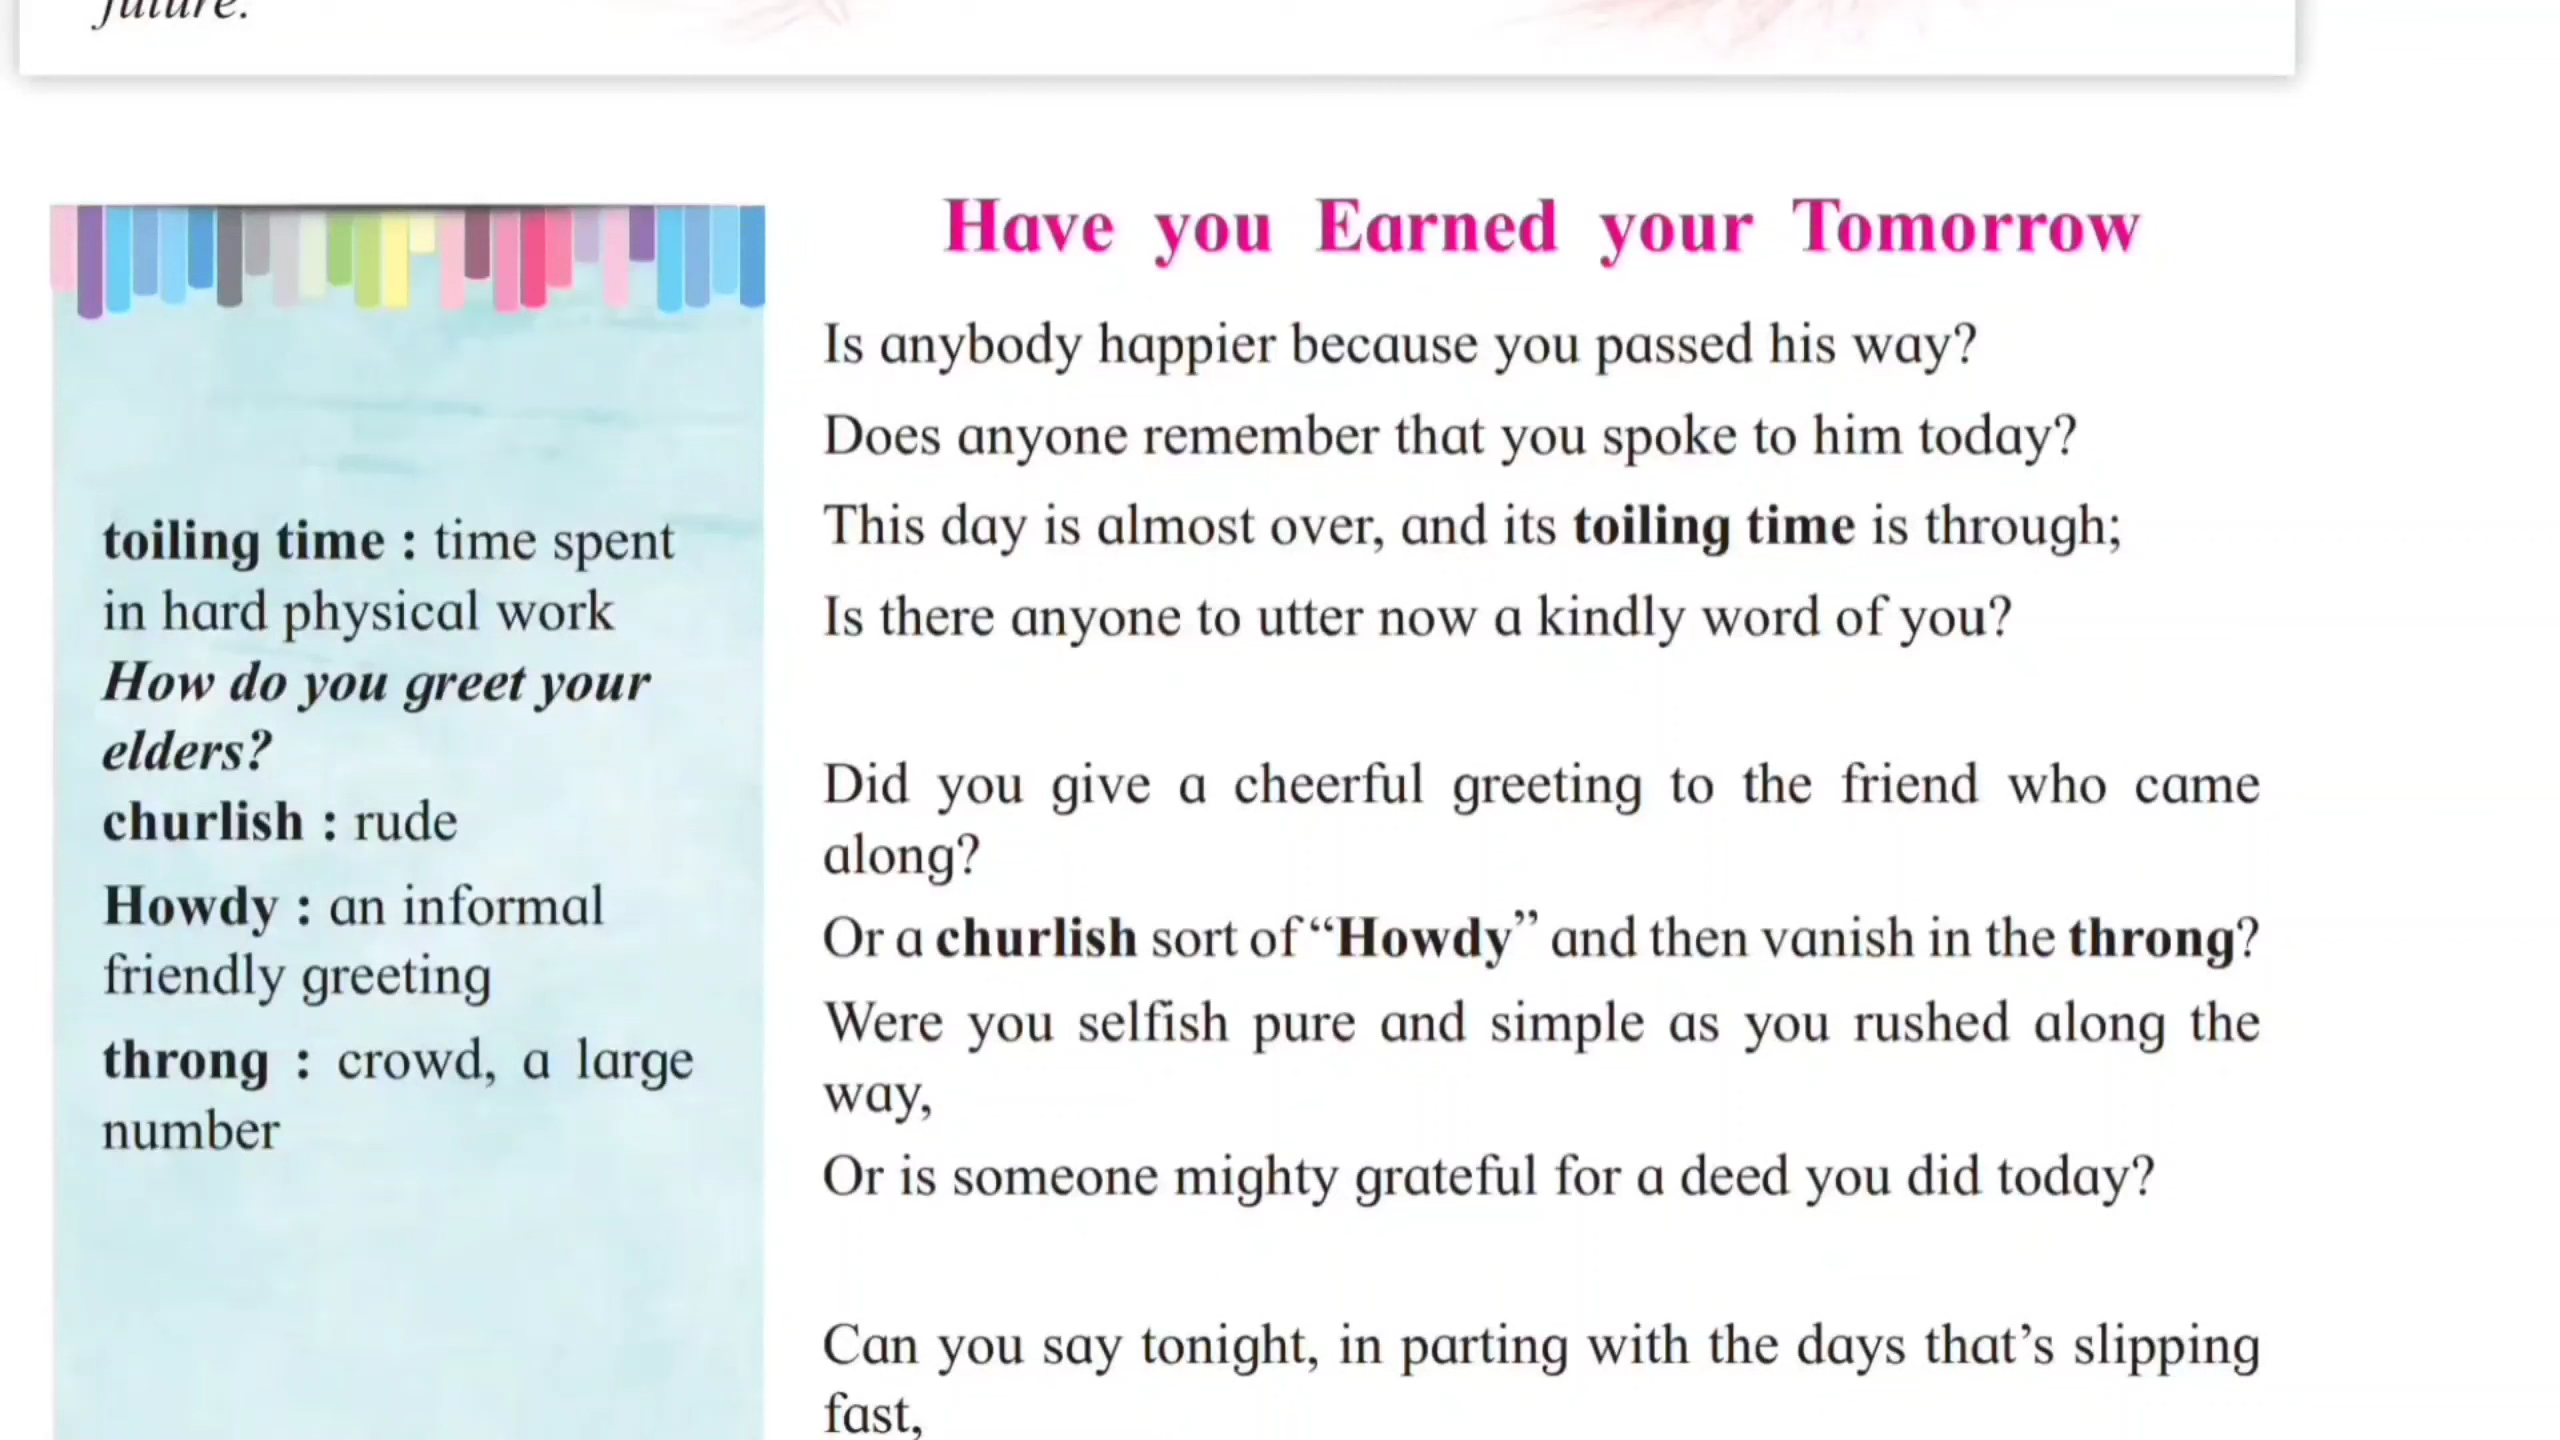 future.
Have you Earned your Tomorrow
toiling time : time spent
in hard physical work
How do you greet your
elders?
churlish : rude
Howdy : an informal
friendly greeting
throng : crowd, a large
number
Is anybody happier because you passed his way?
Does anyone remember that you spoke to him today?
This day is almost over, and its toiling time is through;
Is there anyone to utter now a kindly word of you?
Did you give a cheerful greeting to the friend who came
along?
Or a churlish sort of “Howdy” and then vanish in the throng?
Were you selfish pure and simple as you rushed along the
way,
Or is someone mighty grateful for a deed you did today?
Can you say tonight, in parting with the days that’s slipping
fast,